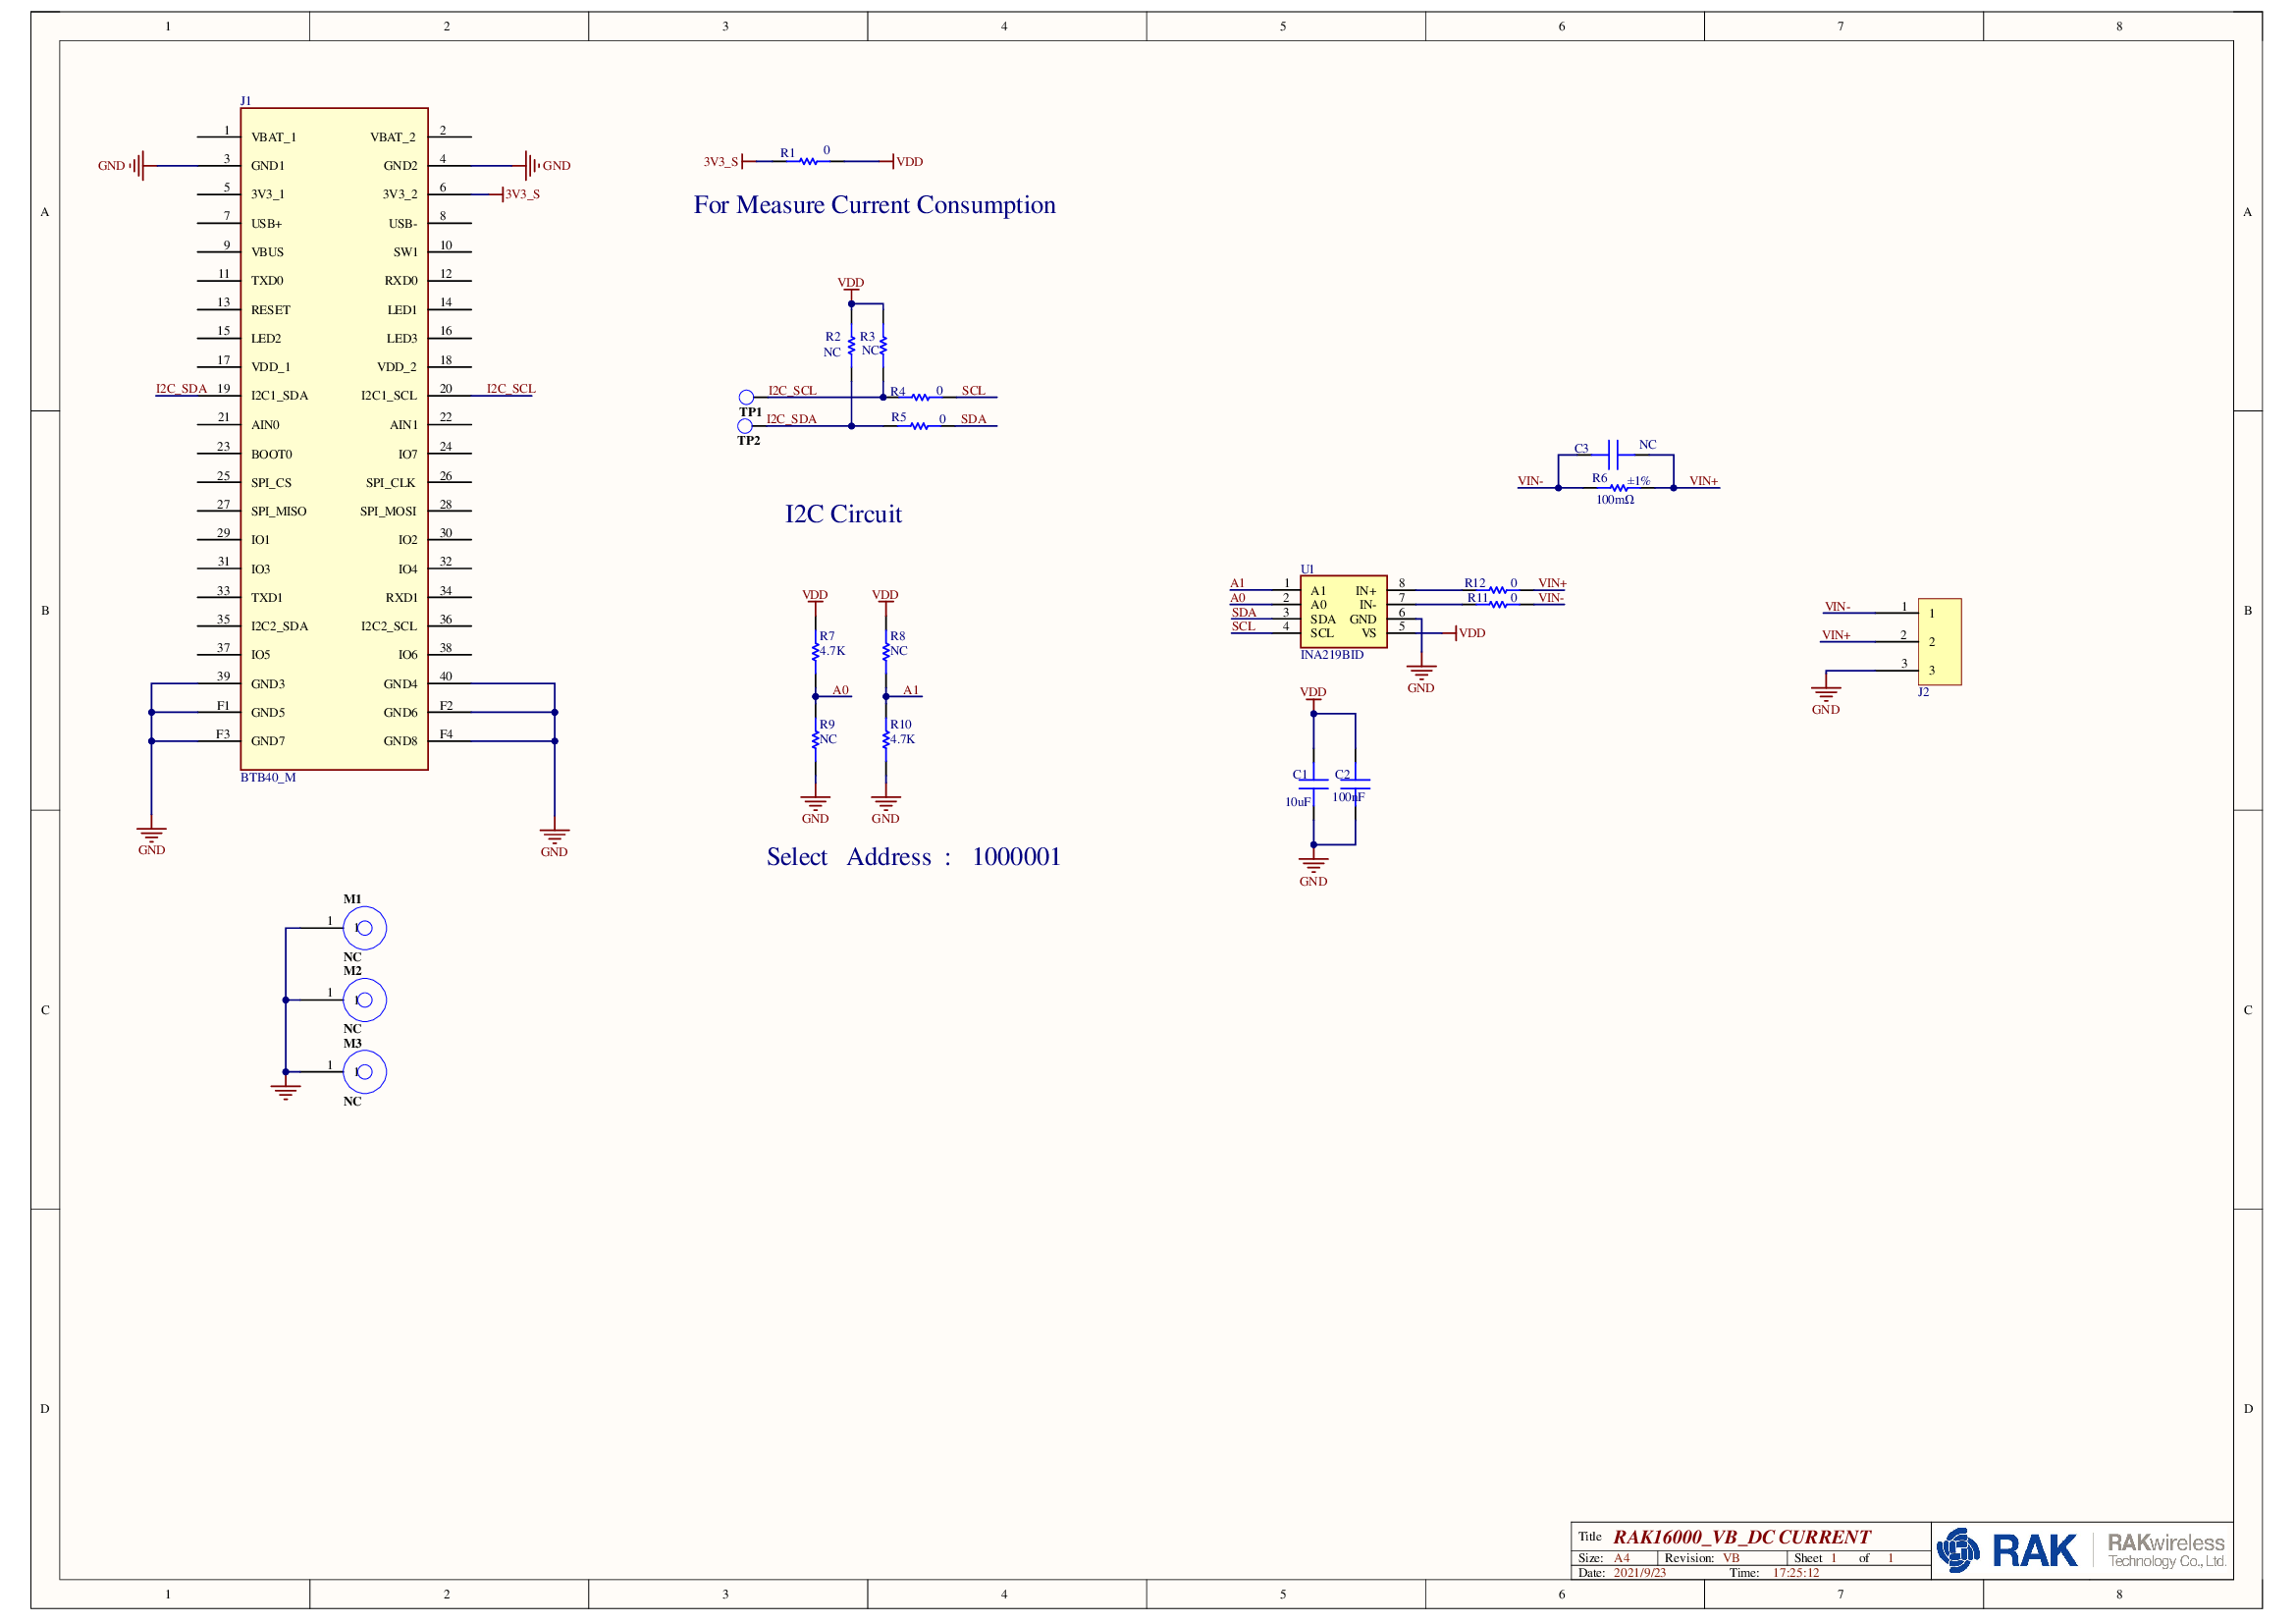 1 2 3 4 5 6 7 8
A A
B B
C C
D D
J1
1 VBAT_1 VBAT_2 2
GND 3 GND1 GND2 4 GND
5 3V3_1 3V3_2 6 3V3_S
7 USB+ USB- 8
9 VBUS SW1 10
11 TXD0 RXD0 12
13 RESET LED1 14
15 LED2 LED3 16
17 VDD_1 VDD_2 18
I2C_SDA 19 I2C1_SDA I2C1_SCL 20 I2C_SCL
21 AIN0 AIN1 22
23 BOOT0 IO7 24
25 SPI_CS SPI_CLK 26
27 SPI_MISO SPI_MOSI 28
29 IO1 IO2 30
31 IO3 IO4 32
33 TXD1 RXD1 34
35 I2C2_SDA I2C2_SCL 36
37 IO5 IO6 38
39 GND3 GND4 40
F1 GND5 GND6 F2
F3 GND7 GND8 F4
BTB40_M
GND GND
M1
1 1
NC
M2
1 1
NC
M3
1 1
NC
3V3_S R1 0 VDD
For Measure Current Consumption
VDD
R2 R3
NC NC
I2C_SCL R4 0 SCL
TP1
I2C_SDA R5 0 SDA
TP2
I2C Circuit
VDD VDD
R7 R8
4.7K NC
A0 A1
R9 R10
NC 4.7K
GND GND
Select Address : 1000001
C3 NC
VIN- R6 ±1% VIN+
100mΩ
U1
A1 1 A1 IN+ 8 R12 0 VIN+
A0 2 A0 IN- 7 R11 0 VIN-
SDA 3 SDA GND 6
SCL 4 SCL VS 5 VDD
INA219BID
GND
VDD
C1 C2
10uF 100nF
GND
VIN- 1 1
VIN+ 2 2
3 3
J2
GND
Title RAK16000_VB_DC CURRENT
Size: A4 Revision: VB Sheet 1 of 1
Date: 2021/9/23 Time: 17:25:12
RAK RAKwireless
Technology Co., Ltd.
1 2 3 4 5 6 7 8